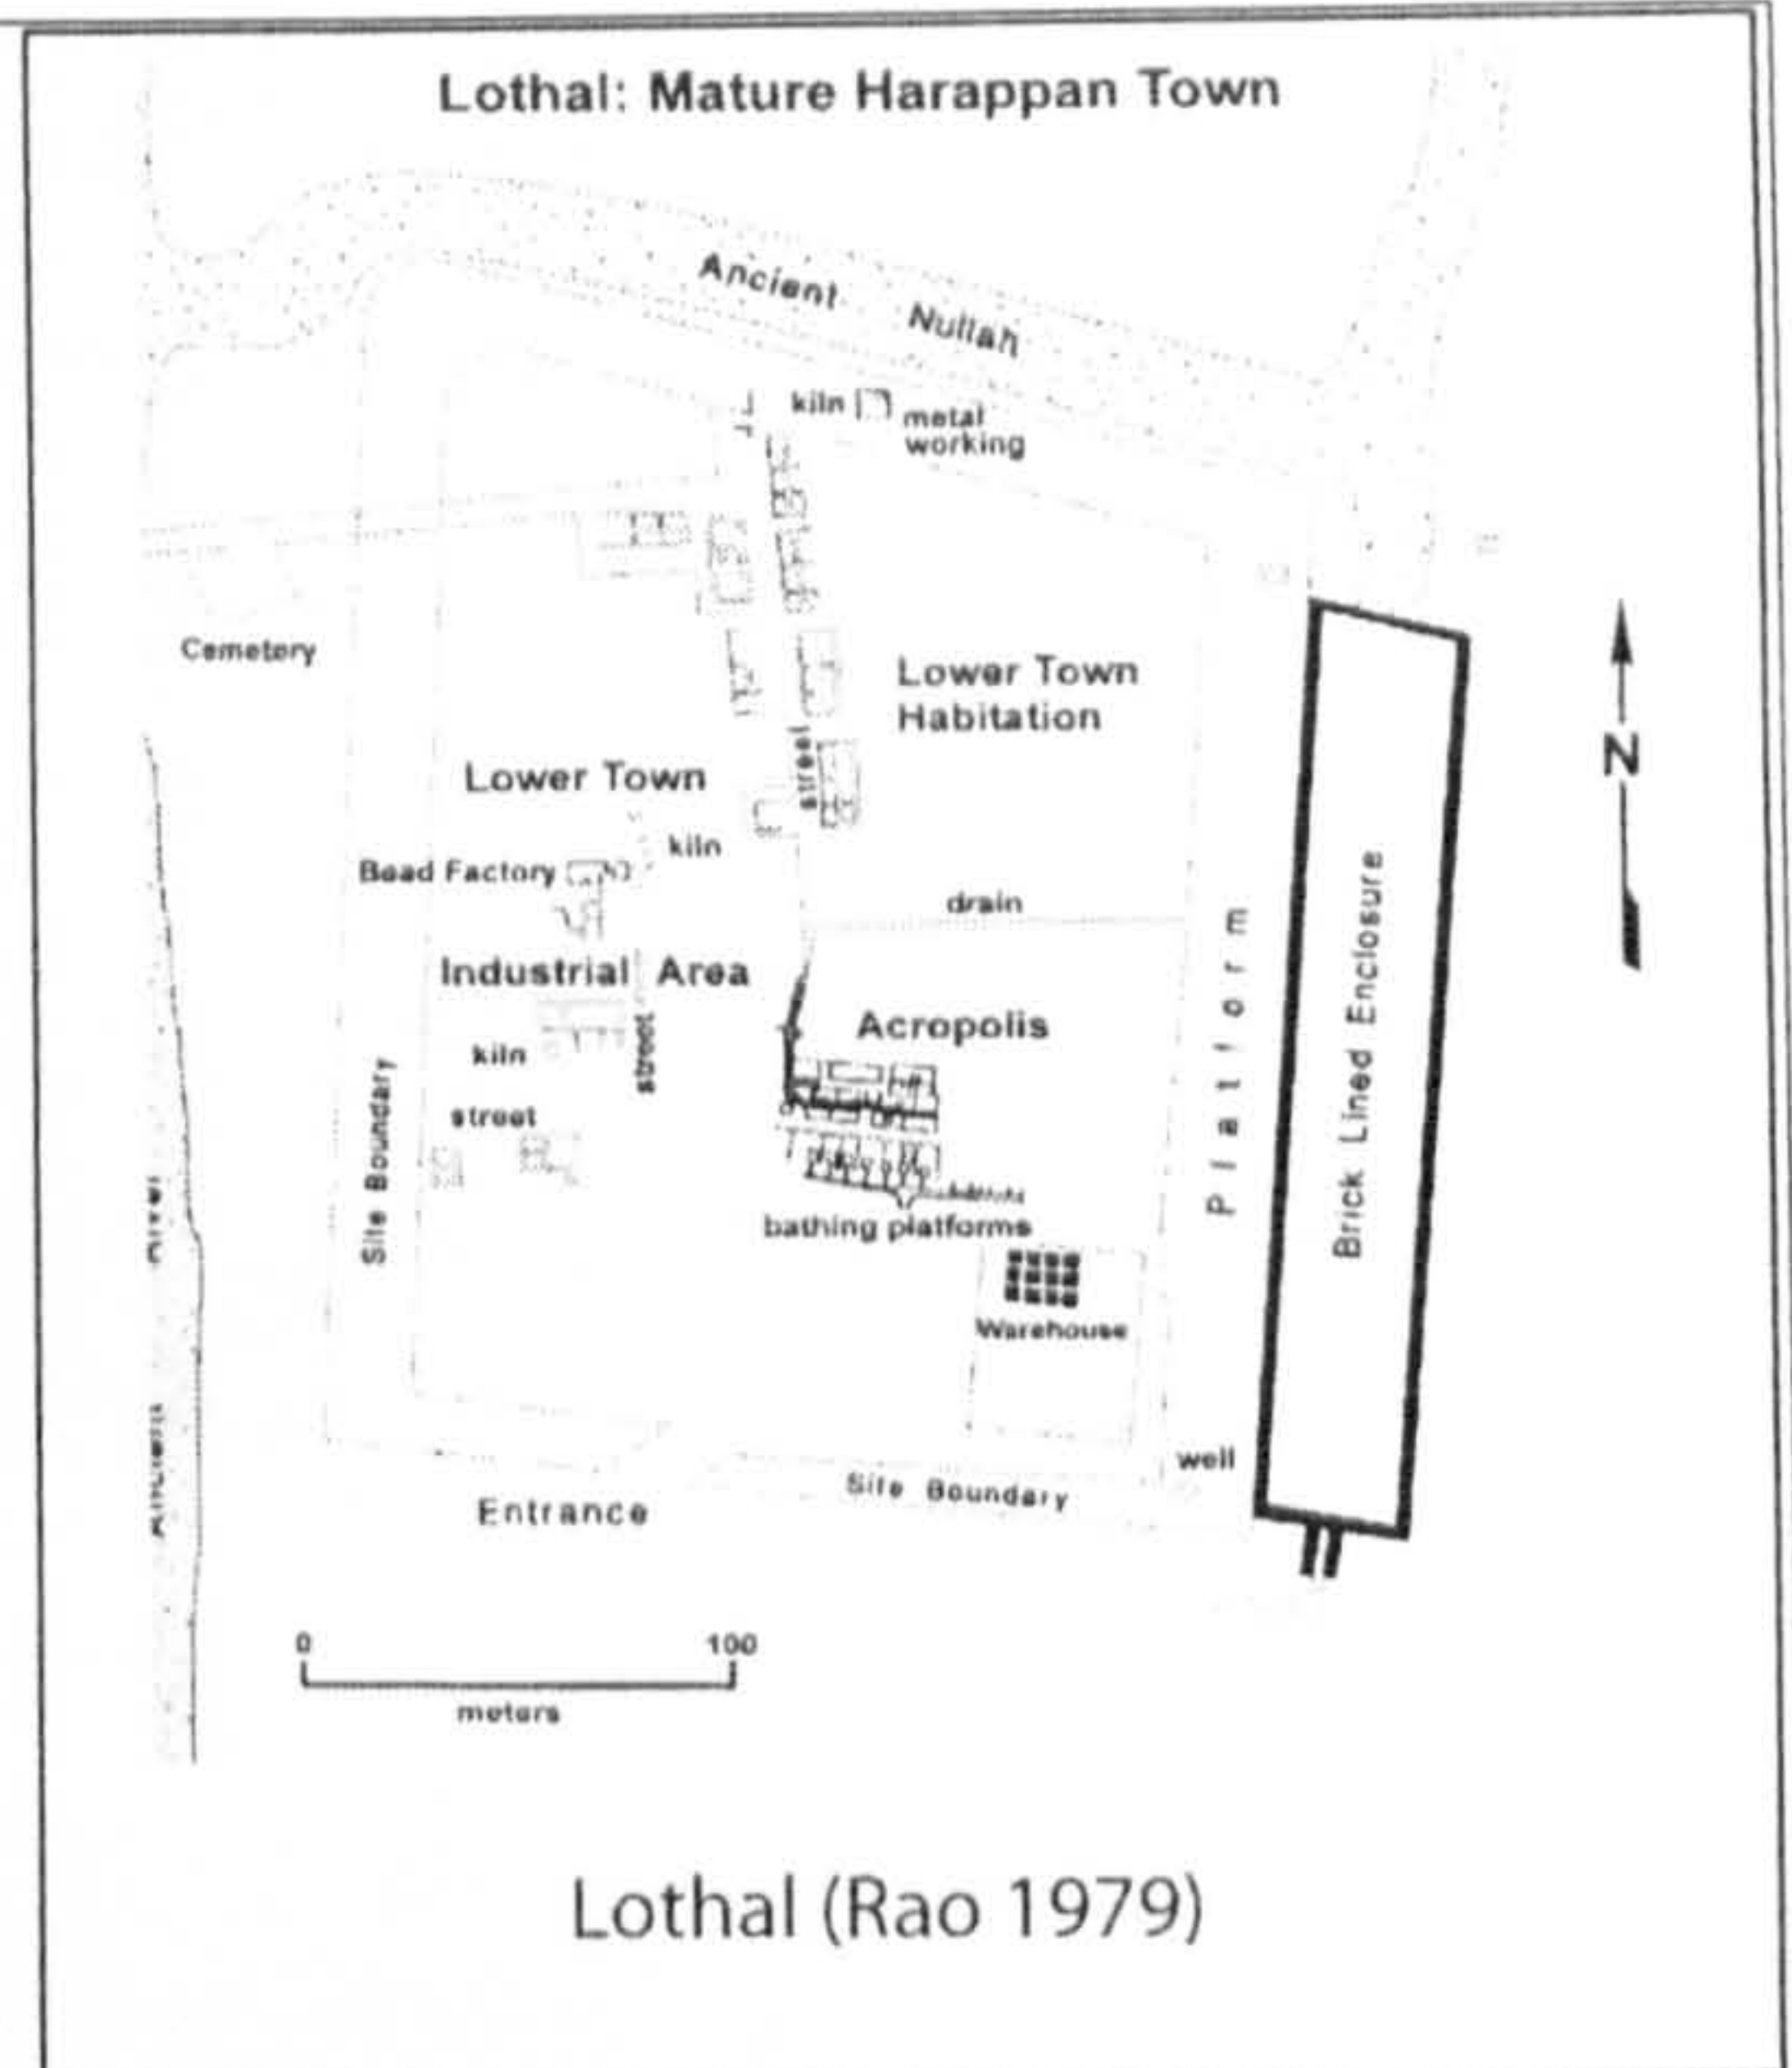 Lothal: Mature Harappan Town
Ancient Nullah
kiln
metal
working
Cemetery
Lower Town
Habitation
street
Lower Town
kiln
Bead Factory
drain
Industrial Area
Acropolis
kiln
street
street
Site Boundary
Platform
Brick Lined Enclosure
N
Ancient River
bathing platforms
Warehouse
well
Site Boundary
Entrance
0 100
meters
Lothal (Rao 1979)